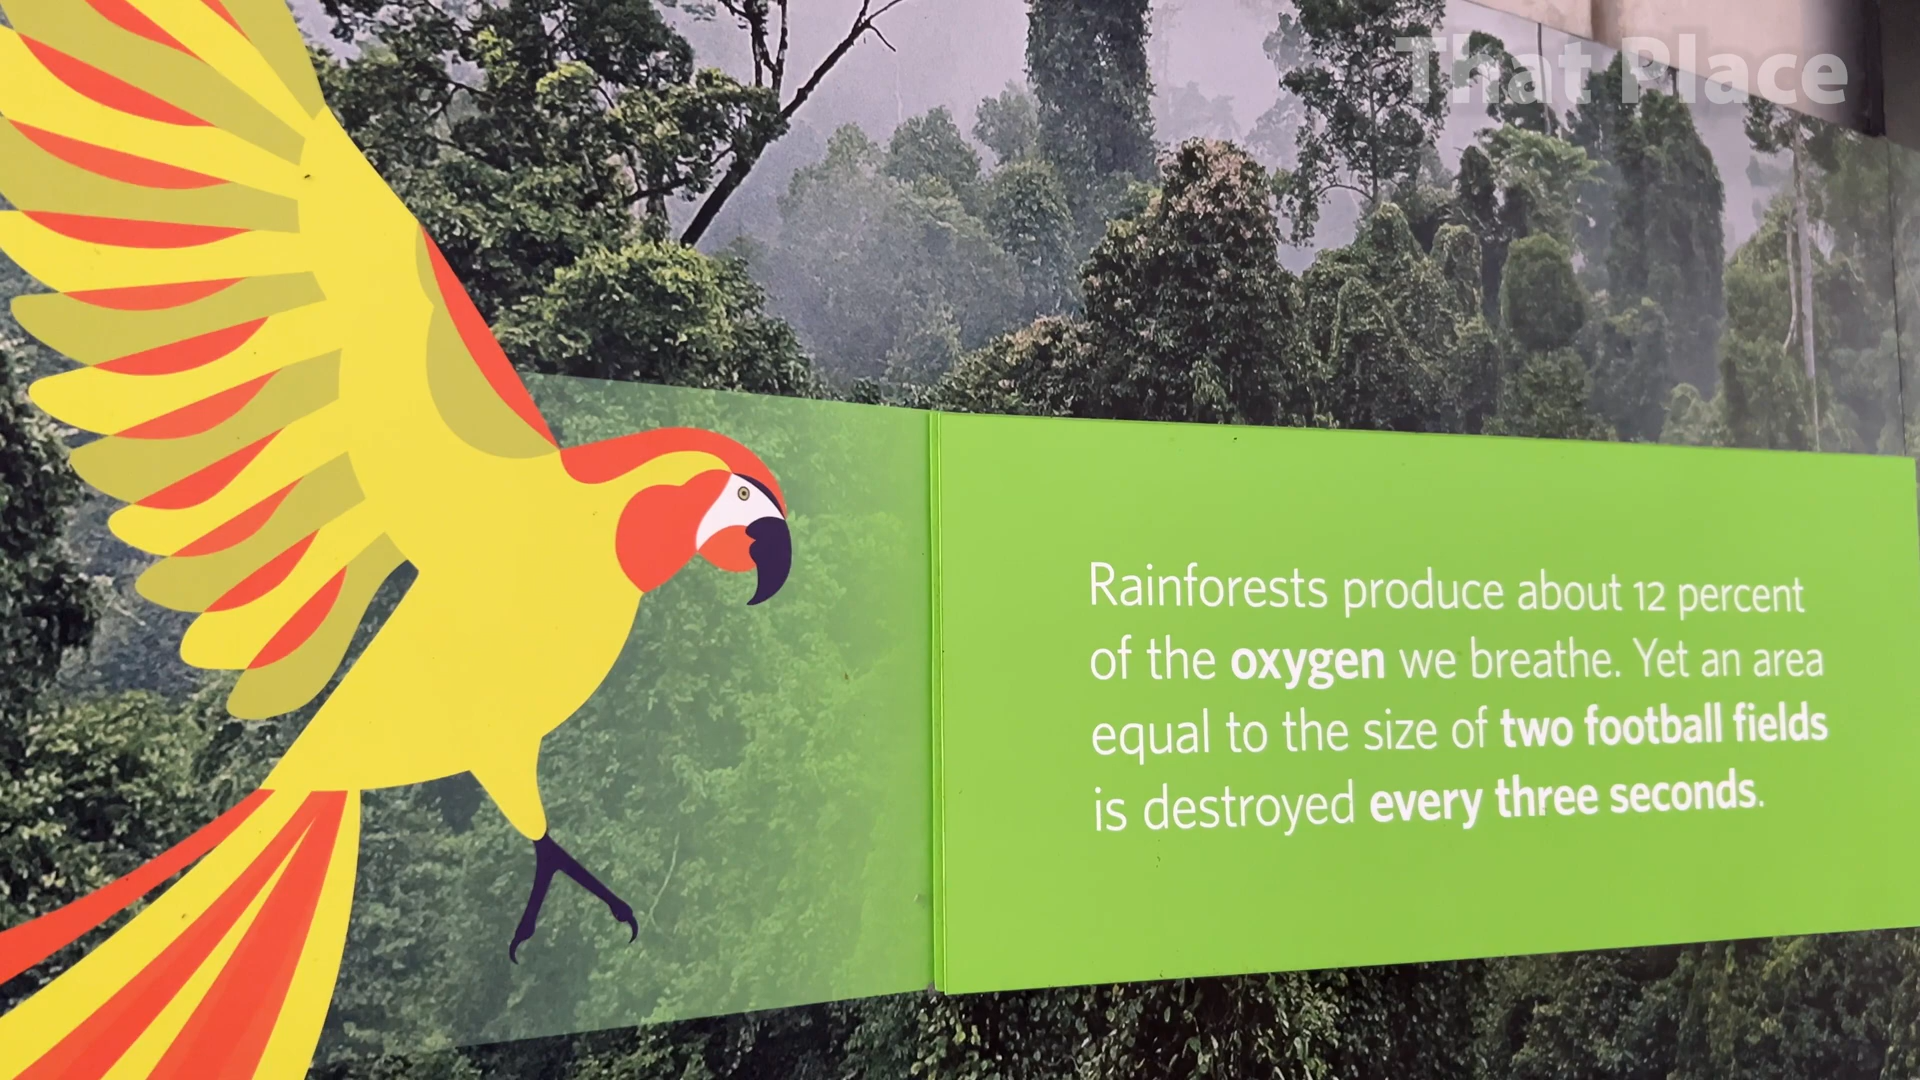 That Place
Rainforests produce about 12 percent
of the oxygen we breathe. Yet an area
equal to the size of two football fields
is destroyed every three seconds.